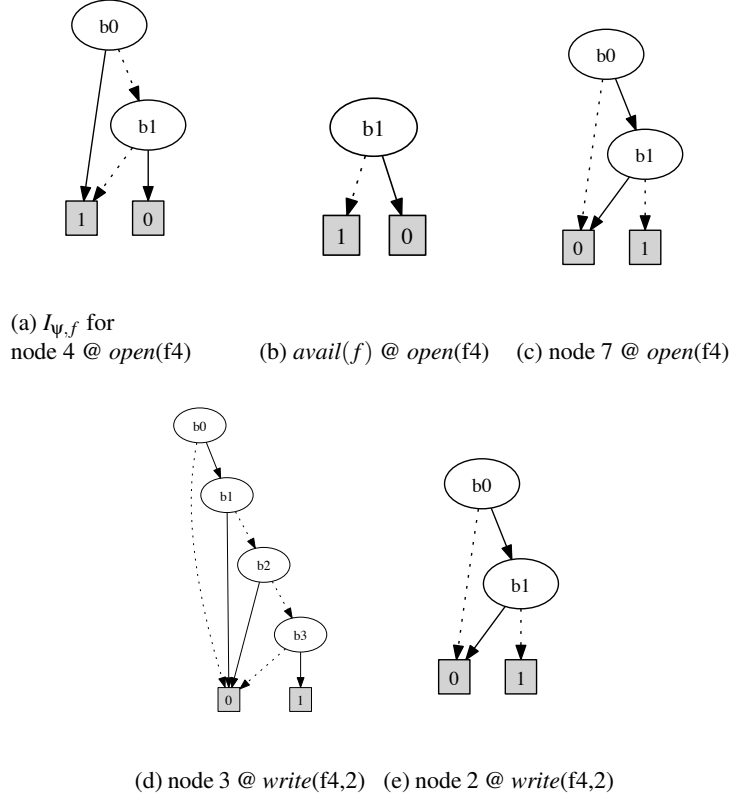 b0
b1
1 0
b1
1 0
b0
b1
0 1
(a) I_{ψ,f} for
node 4 @ open(f4)
(b) avail(f) @ open(f4)
(c) node 7 @ open(f4)
b0
b1
b2
b3
0 1
b0
b1
0 1
(d) node 3 @ write(f4,2)
(e) node 2 @ write(f4,2)